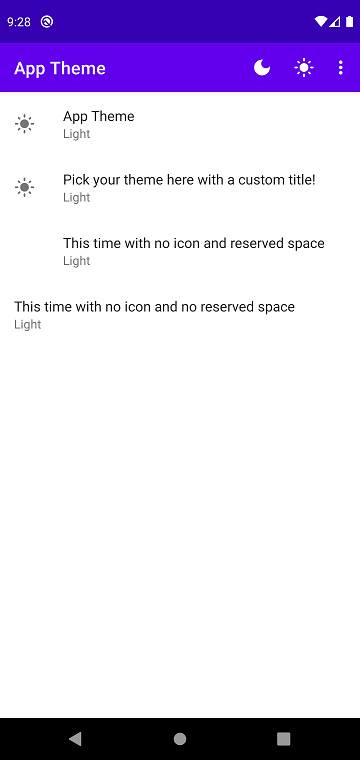 9:28
App Theme
App Theme
Light
Pick your theme here with a custom title!
Light
This time with no icon and reserved space
Light
This time with no icon and no reserved space
Light